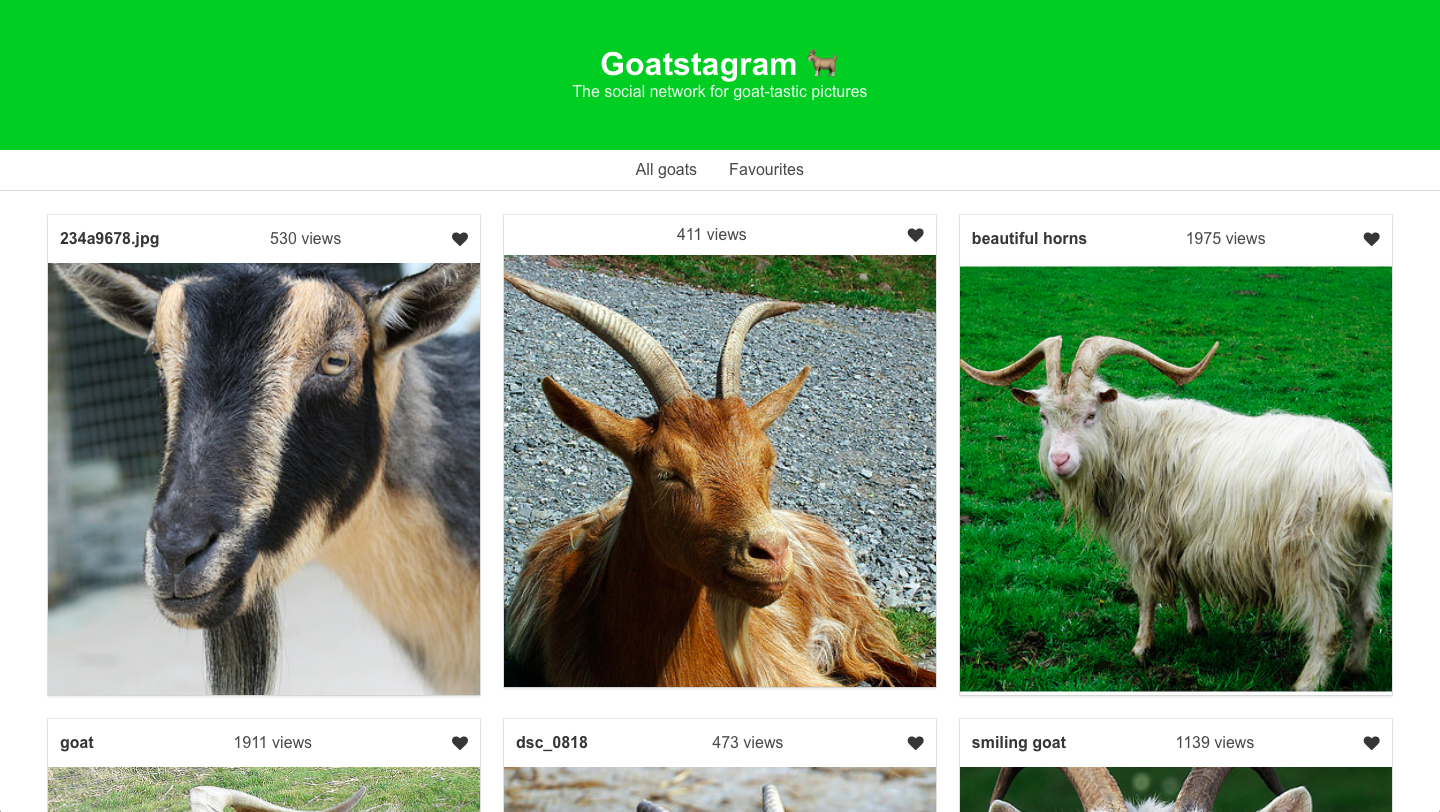 Goatstagram 🐐
The social network for goat-tastic pictures
All goats Favourites
234a9678.jpg 530 views
411 views
beautiful horns 1975 views
goat 1911 views
dsc_0818 473 views
smiling goat 1139 views